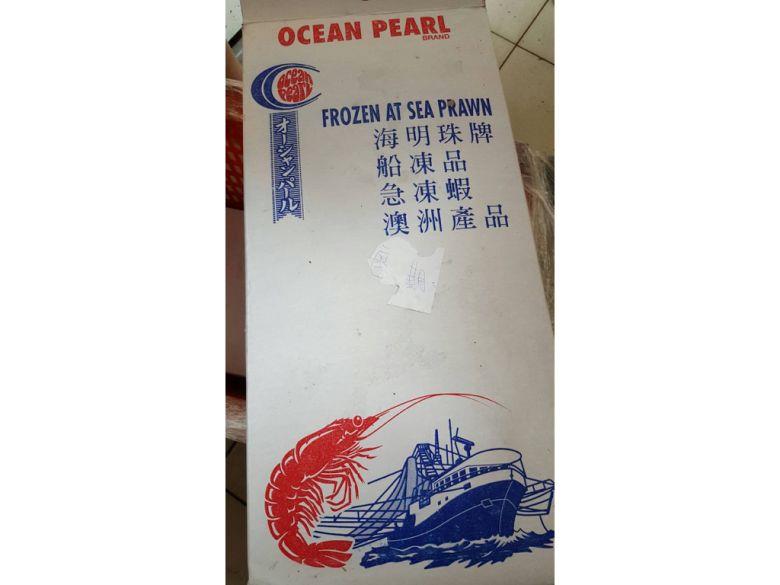 OCEAN PEARL
BRAND
Ocean
Pearl
オーシャンパール
FROZEN AT SEA PRAWN
海明珠牌
船凍品
急凍蝦
澳洲產品